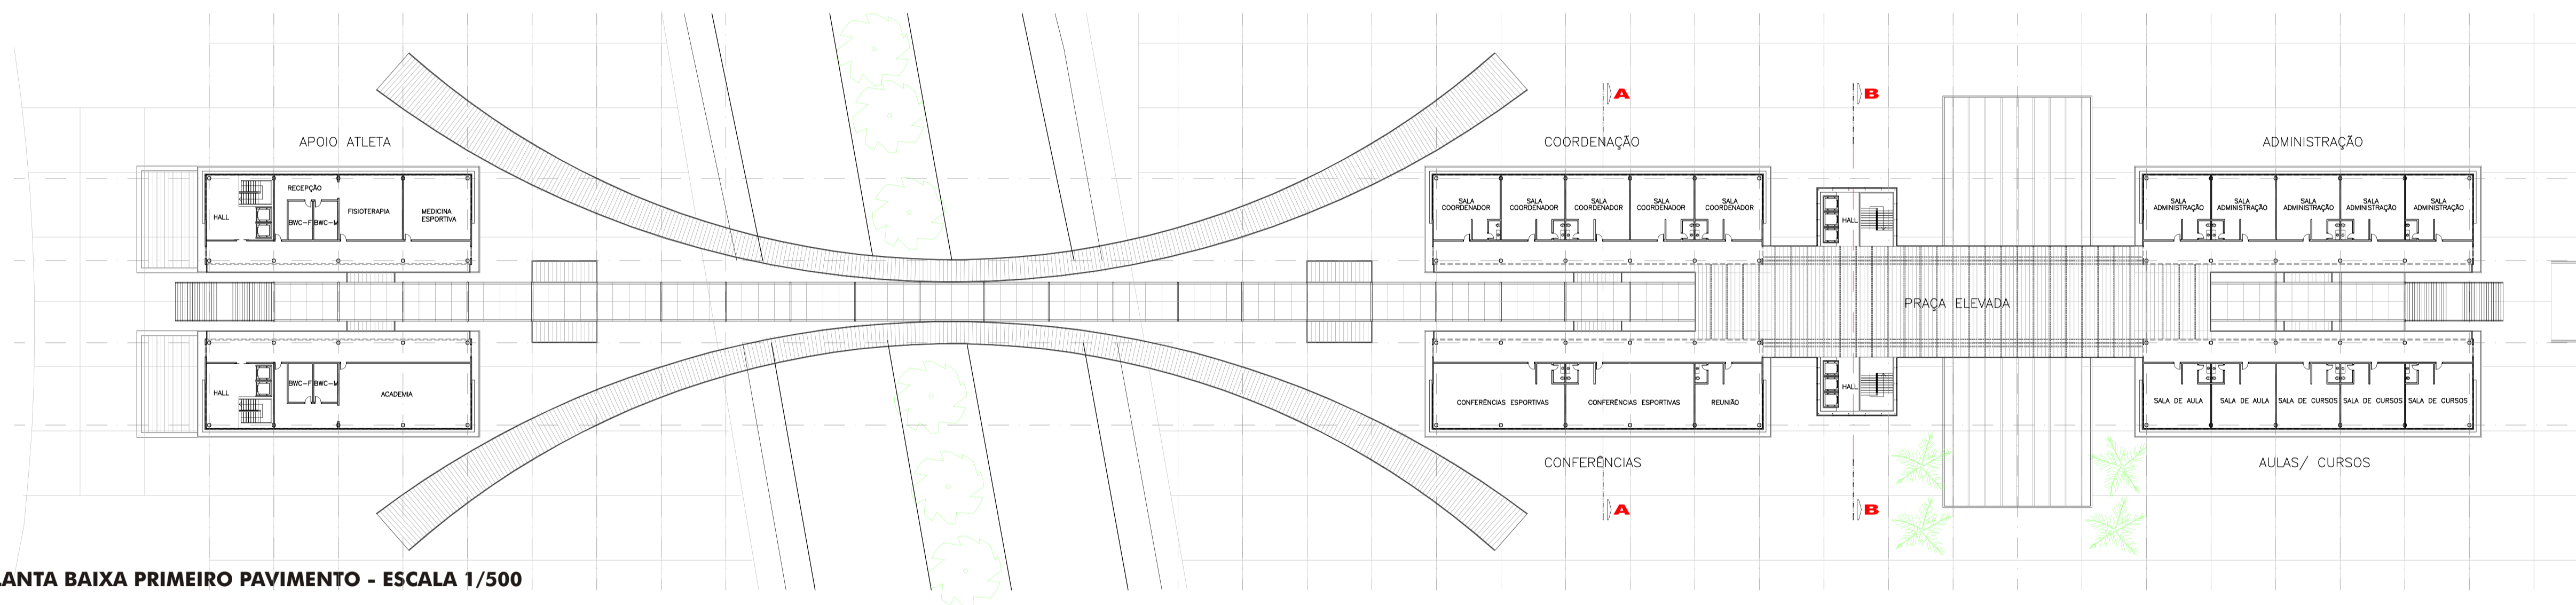 A
B
APOIO ATLETA
COORDENAÇÃO
ADMINISTRAÇÃO
RECEPÇÃO
HALL
BWC-F
BWC-M
FISIOTERAPIA
MEDICINA
ESPORTIVA
SALA
COORDENADOR
SALA
COORDENADOR
SALA
COORDENADOR
SALA
COORDENADOR
SALA
COORDENADOR
HALL
SALA
ADMINISTRAÇÃO
SALA
ADMINISTRAÇÃO
SALA
ADMINISTRAÇÃO
SALA
ADMINISTRAÇÃO
SALA
ADMINISTRAÇÃO
PRAÇA ELEVADA
HALL
BWC-F
BWC-M
ACADEMIA
CONFERÊNCIAS ESPORTIVAS
CONFERÊNCIAS ESPORTIVAS
REUNIÃO
HALL
SALA DE AULA
SALA DE AULA
SALA DE CURSOS
SALA DE CURSOS
SALA DE CURSOS
CONFERÊNCIAS
AULAS/ CURSOS
A
B
LANTA BAIXA PRIMEIRO PAVIMENTO - ESCALA 1/500